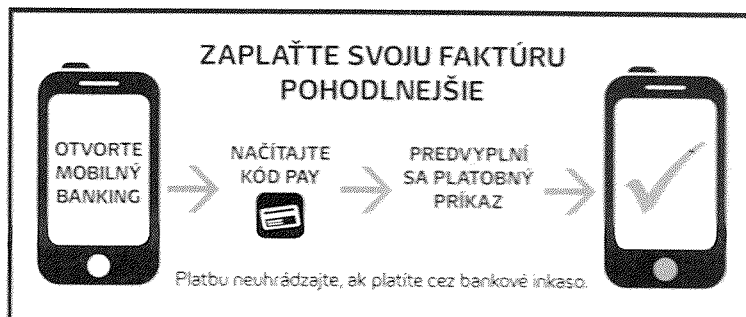 ZAPLAŤTE SVOJU FAKTÚRU
POHODLNEJŠIE
OTVORTE
MOBILNÝ
BANKING
NAČÍTAJTE
KÓD PAY
PREDVYPLNÍ
SA PLATOBNÝ
PRÍKAZ
Platbu neuhrádzajte, ak platíte cez bankové inkaso.